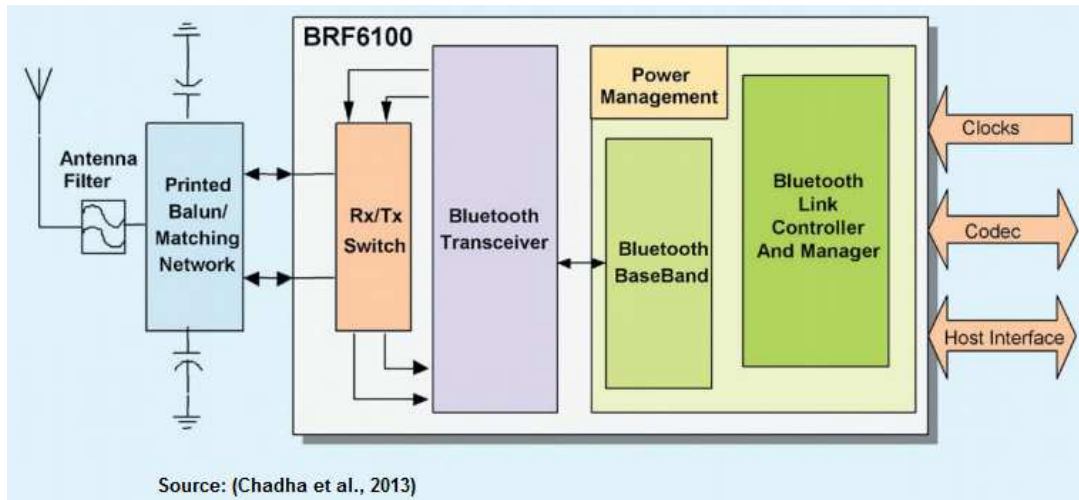 BRF6100
Antenna
Filter
Printed
Balun/
Matching
Network
Rx/Tx
Switch
Bluetooth
Transceiver
Power
Management
Bluetooth
BaseBand
Bluetooth
Link
Controller
And Manager
Clocks
Codec
Host Interface
Source: (Chadha et al., 2013)